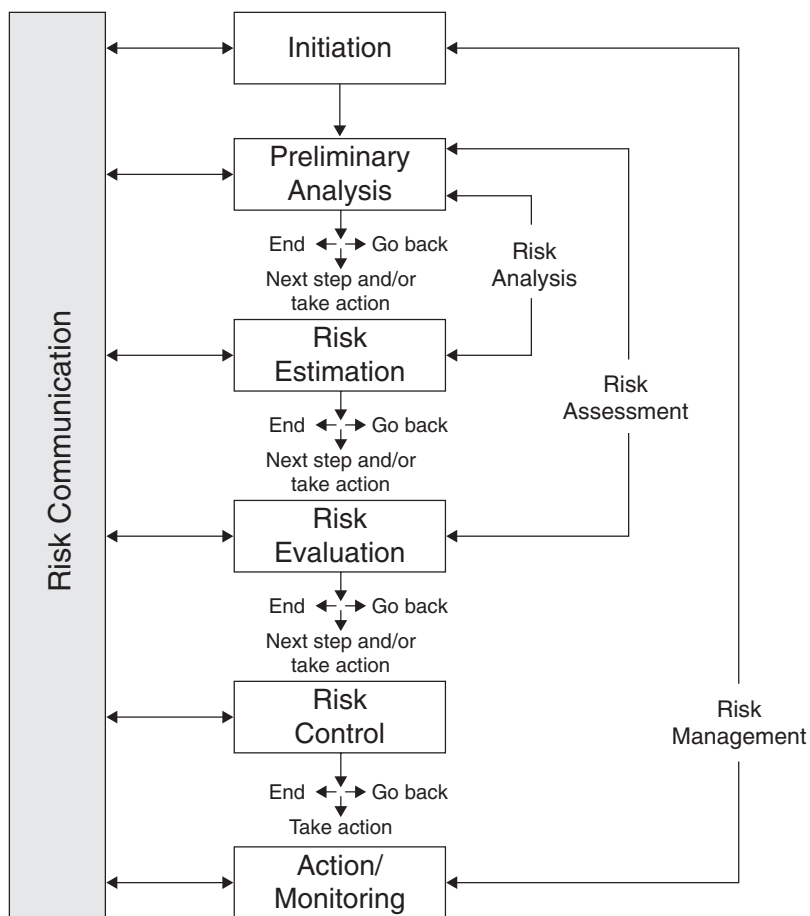 Risk Communication
Initiation
Preliminary
Analysis
End
Go back
Next step and/or
take action
Risk
Analysis
Risk
Estimation
End
Go back
Next step and/or
take action
Risk
Assessment
Risk
Evaluation
End
Go back
Next step and/or
take action
Risk
Control
Risk
Management
End
Go back
Take action
Action/
Monitoring